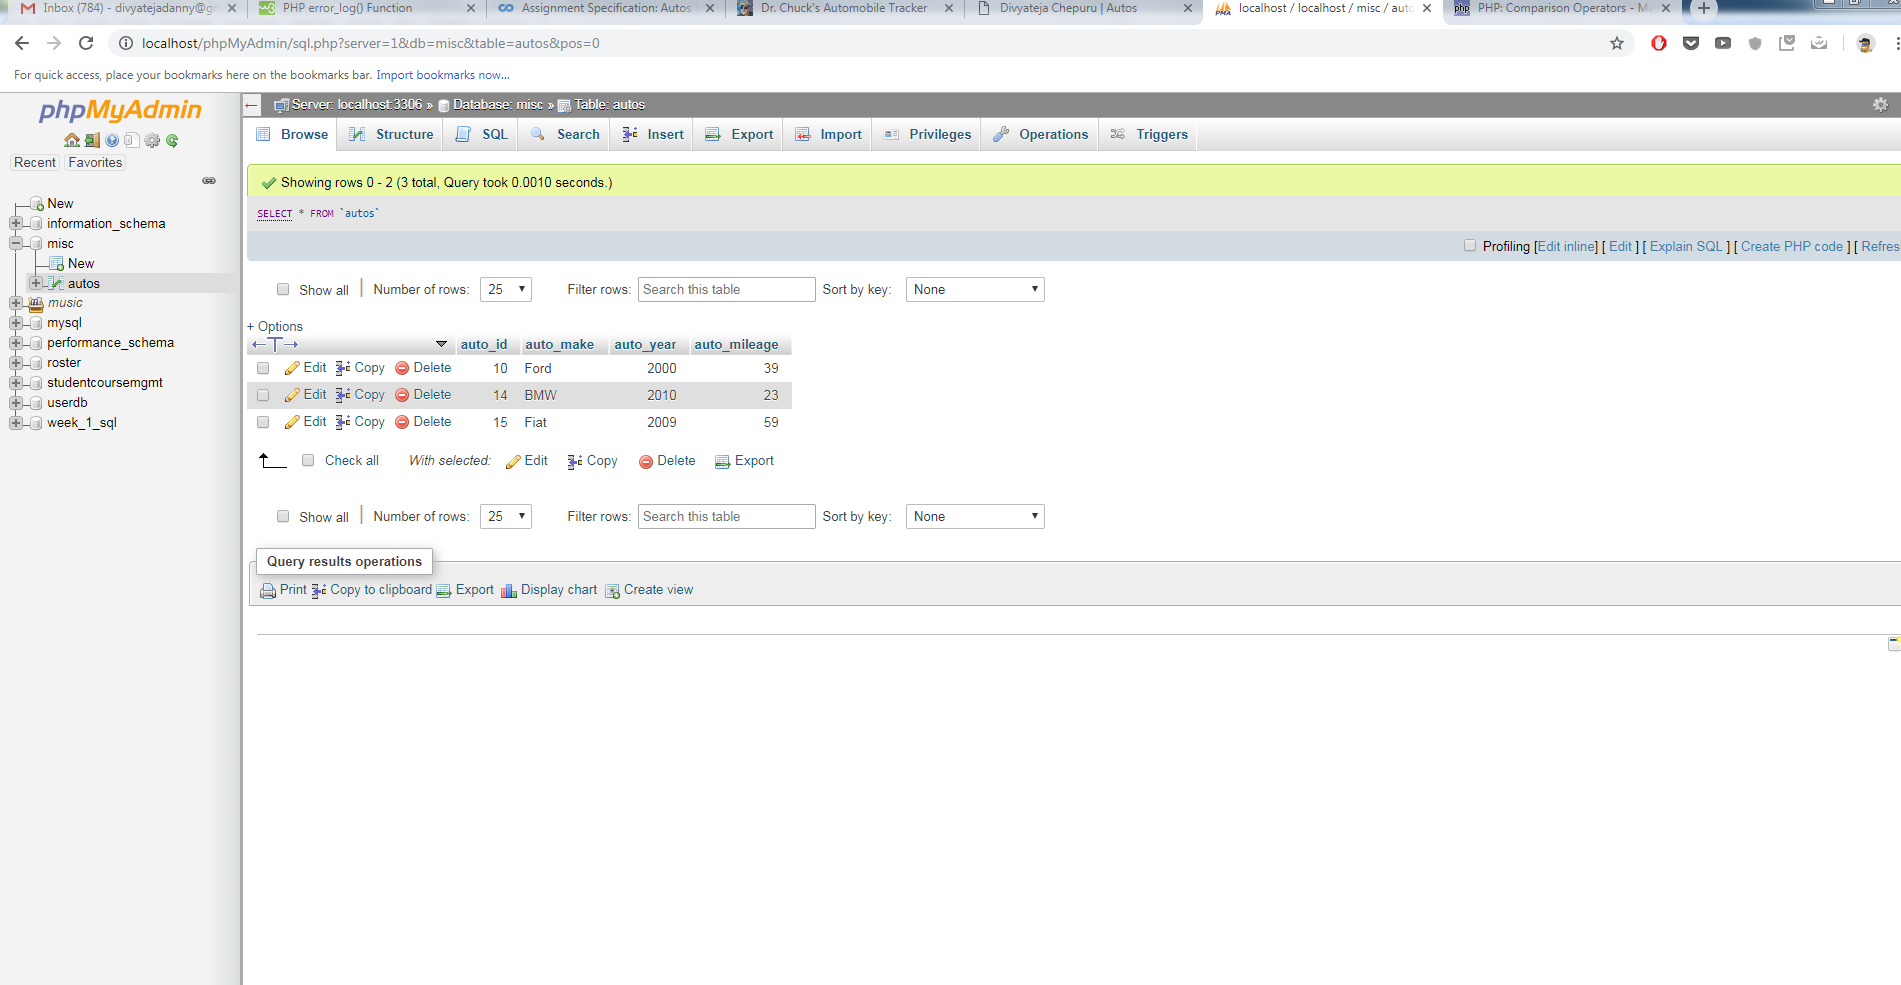 Inbox (784) - divyatejadanny@g
PHP error_log() Function
Assignment Specification: Autos
Dr. Chuck's Automobile Tracker
Divyateja Chepuru | Autos
localhost / localhost / misc / auto
PHP: Comparison Operators - Ma
localhost/phpMyAdmin/sql.php?server=1&db=misc&table=autos&pos=0
For quick access, place your bookmarks here on the bookmarks bar. Import bookmarks now...
phpMyAdmin
Recent Favorites
New
information_schema
misc
New
autos
music
mysql
performance_schema
roster
studentcoursemgmt
userdb
week_1_sql
Server: localhost:3306 » Database: misc » Table: autos
Browse Structure SQL Search Insert Export Import Privileges Operations Triggers
Showing rows 0 - 2 (3 total, Query took 0.0010 seconds.)
SELECT * FROM `autos`
Profiling [Edit inline] [ Edit ] [ Explain SQL ] [ Create PHP code ] [ Refres
Show all | Number of rows: 25 Filter rows: Search this table Sort by key: None
+ Options
auto_id auto_make auto_year auto_mileage
Edit Copy Delete 10 Ford 2000 39
Edit Copy Delete 14 BMW 2010 23
Edit Copy Delete 15 Fiat 2009 59
Check all With selected: Edit Copy Delete Export
Show all | Number of rows: 25 Filter rows: Search this table Sort by key: None
Query results operations
Print Copy to clipboard Export Display chart Create view